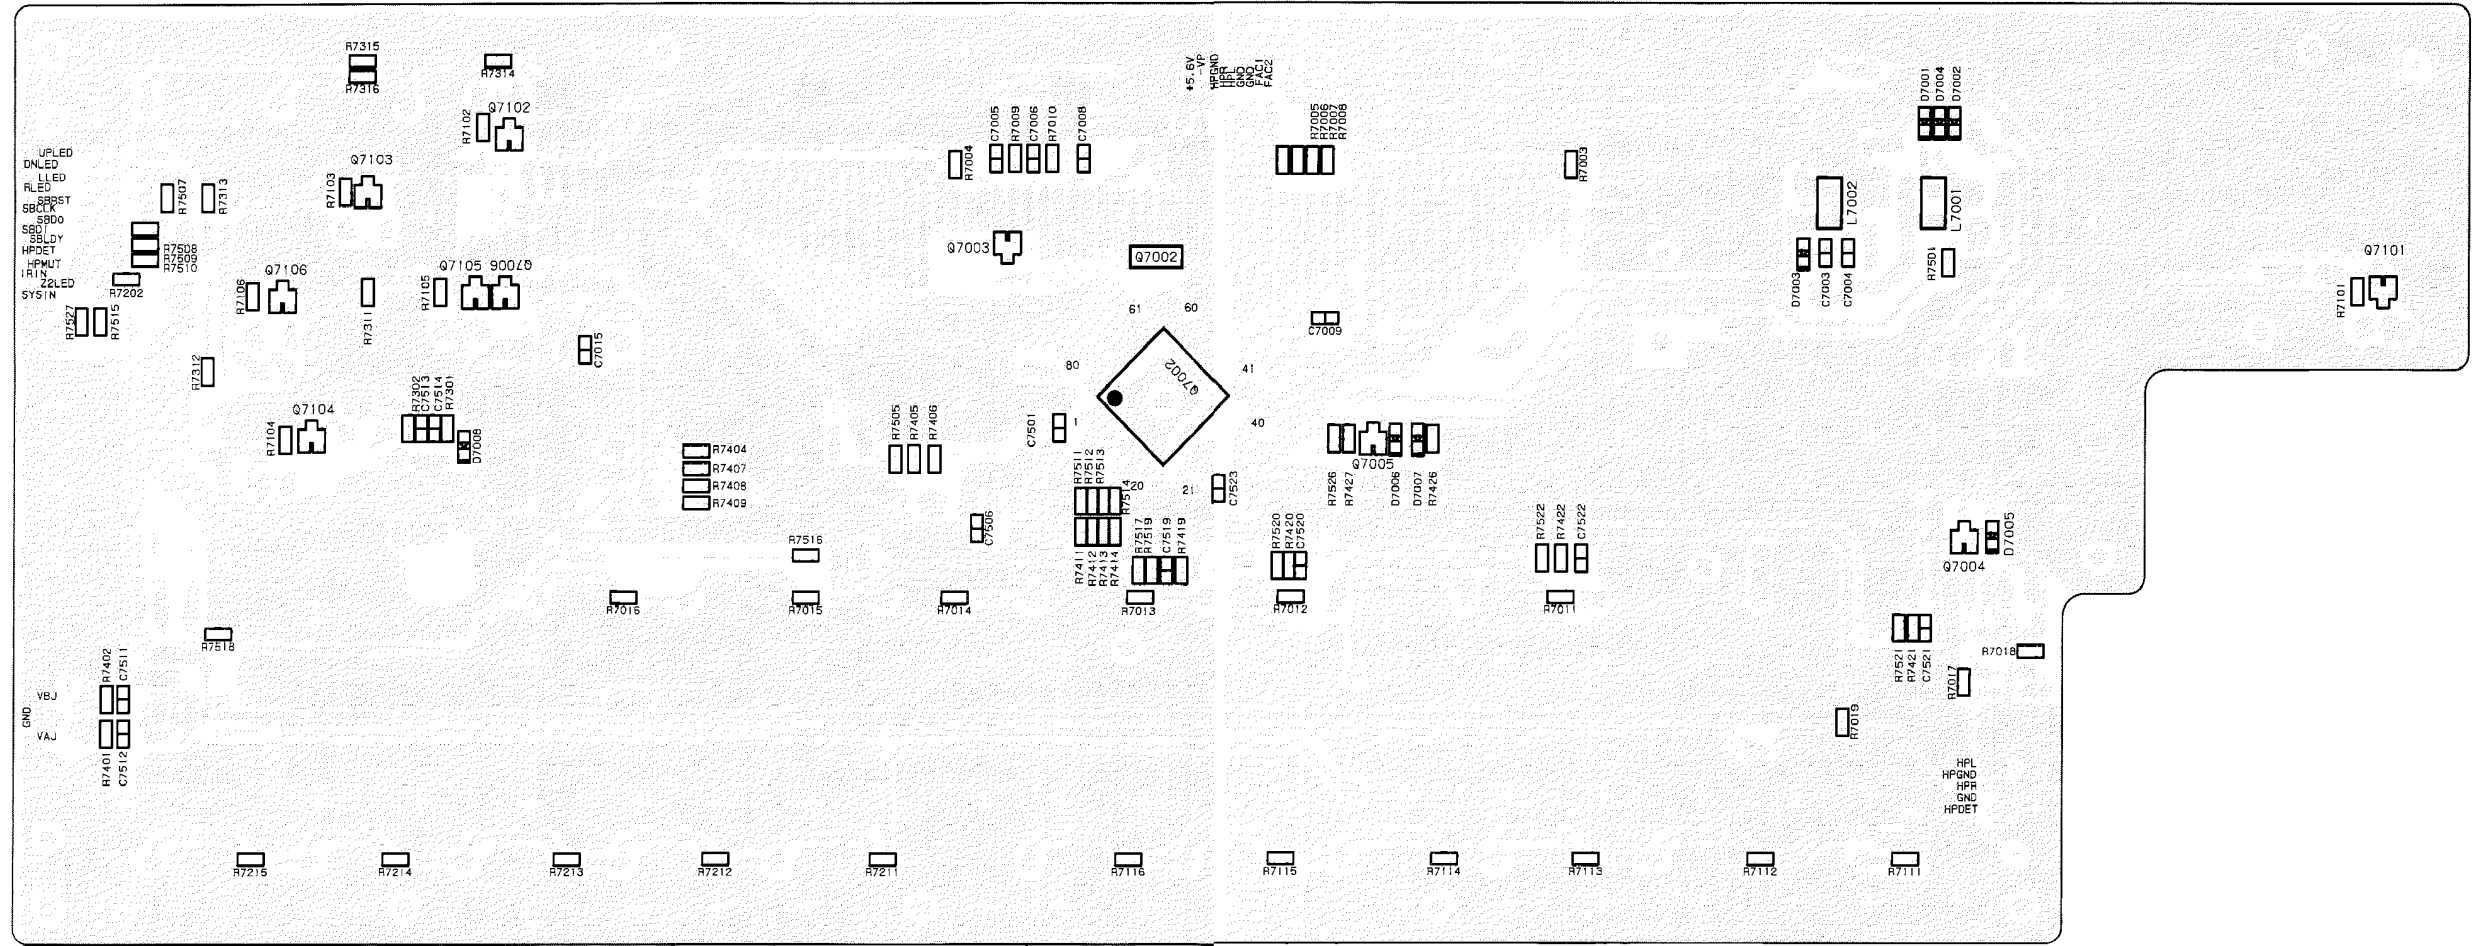 R7315
R7316
R7314
Q7102
R7102
+5.6V
-VP
HPGND
HPR
HPL
GND
GND
FAC1
FAC2
D7001
D7004
D7002
C7005
R7009
C7006
R7010
C7008
R7005
R7006
R7007
R7008
R7004
R7003
UPLED
DNLED
LLED
RLED
SBRST
SBCLK
SBDO
SBDI
SBLDY
HPDET
HPMUT
IRIN
Z2LED
SYSIN
Q7103
R7103
R7507
R7313
R7508
R7509
R7510
R7202
R7527
R7515
Q7106
R7106
R7311
Q7105
Q7006
R7105
Q7003
Q7002
L7002
L7001
D7003
C7003
C7004
R7501
Q7101
R7101
61
60
C7009
C7015
80
41
Q7002
R7312
R7302
C7513
C7514
R7301
Q7104
R7104
D7008
R7505
R7405
R7406
C7501
1
40
R7404
R7407
R7408
R7409
R7511
R7512
R7513
R7514
20
21
C7523
Q7005
R7526
R7427
D7006
D7007
R7426
C7506
R7517
R7519
C7519
R7419
R7411
R7412
R7413
R7414
R7520
R7420
C7520
R7522
R7422
C7522
Q7004
D7005
R7516
R7016
R7015
R7014
R7013
R7012
R7011
R7518
R7402
C7511
R7521
R7421
C7521
R7018
R7017
R7019
VBJ
GND
VAJ
R7401
C7512
HPL
HPGND
HPR
GND
HPDET
R7215
R7214
R7213
R7212
R7211
R7116
R7115
R7114
R7113
R7112
R7111